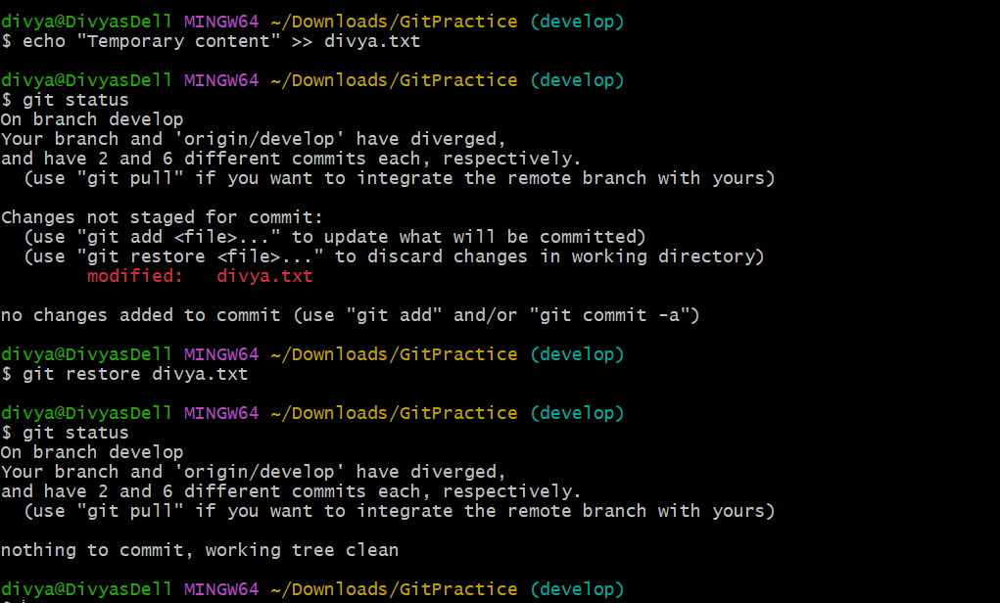 divya@DivyasDell MINGW64 ~/Downloads/GitPractice (develop)
$ echo "Temporary content" >> divya.txt
divya@DivyasDell MINGW64 ~/Downloads/GitPractice (develop)
$ git status
On branch develop
Your branch and 'origin/develop' have diverged,
and have 2 and 6 different commits each, respectively.
  (use "git pull" if you want to integrate the remote branch with yours)
Changes not staged for commit:
  (use "git add <file>..." to update what will be committed)
  (use "git restore <file>..." to discard changes in working directory)
        modified:   divya.txt
no changes added to commit (use "git add" and/or "git commit -a")
divya@DivyasDell MINGW64 ~/Downloads/GitPractice (develop)
$ git restore divya.txt
divya@DivyasDell MINGW64 ~/Downloads/GitPractice (develop)
$ git status
On branch develop
Your branch and 'origin/develop' have diverged,
and have 2 and 6 different commits each, respectively.
  (use "git pull" if you want to integrate the remote branch with yours)
nothing to commit, working tree clean
divya@DivyasDell MINGW64 ~/Downloads/GitPractice (develop)